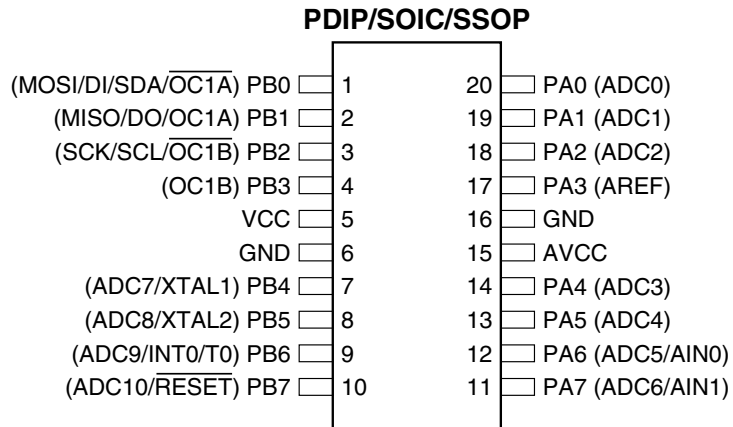 PDIP/SOIC/SSOP
(MOSI/DI/SDA/O̅C̅1̅A̅) PB0 1 20 PA0 (ADC0)
(MISO/DO/OC1A) PB1 2 19 PA1 (ADC1)
(SCK/SCL/O̅C̅1̅B̅) PB2 3 18 PA2 (ADC2)
(OC1B) PB3 4 17 PA3 (AREF)
VCC 5 16 GND
GND 6 15 AVCC
(ADC7/XTAL1) PB4 7 14 PA4 (ADC3)
(ADC8/XTAL2) PB5 8 13 PA5 (ADC4)
(ADC9/INT0/T0) PB6 9 12 PA6 (ADC5/AIN0)
(ADC10/R̅E̅S̅E̅T̅) PB7 10 11 PA7 (ADC6/AIN1)